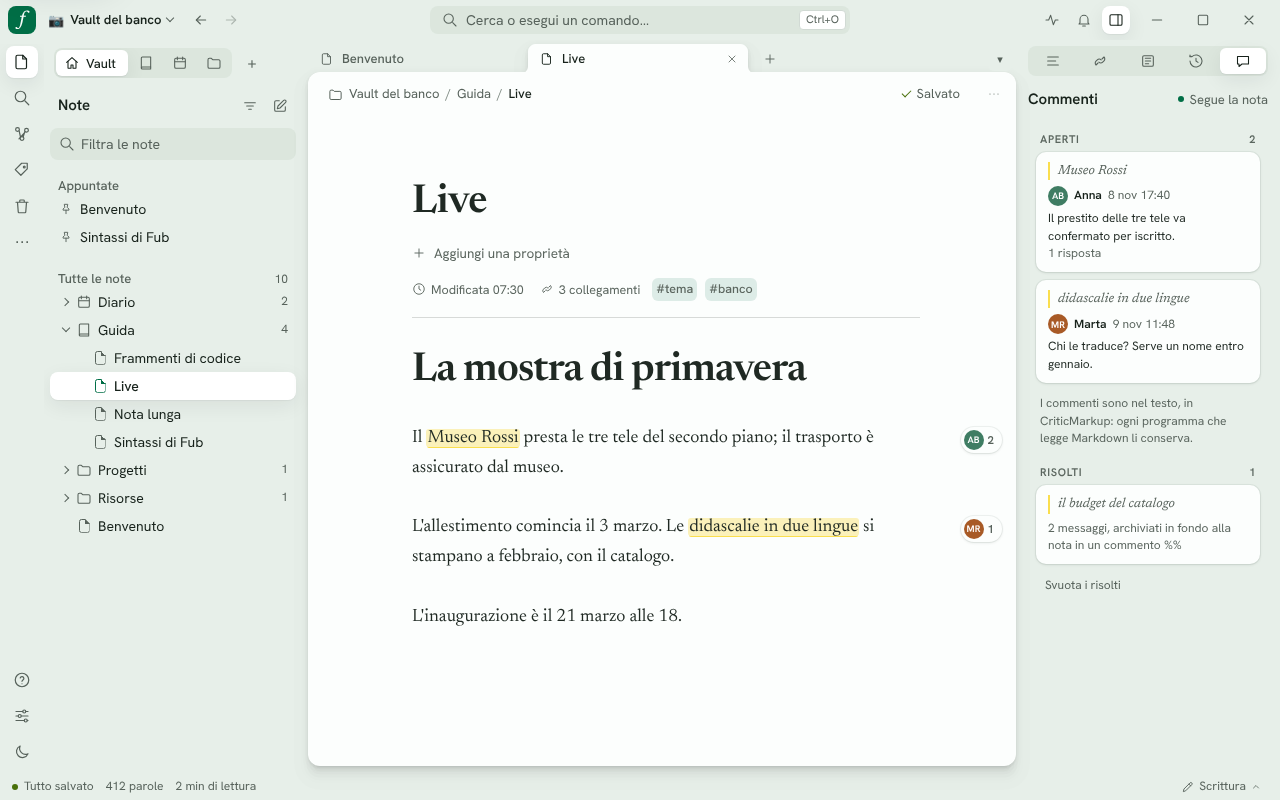 Vault del banco
Cerca o esegui un comando…
Ctrl+O
Vault
Note
Filtra le note
Appuntate
Benvenuto
Sintassi di Fub
Tutte le note 10
Diario 2
Guida 4
Frammenti di codice
Live
Nota lunga
Sintassi di Fub
Progetti 1
Risorse 1
Benvenuto
Benvenuto
Live
Vault del banco / Guida / Live
Salvato
Live
Aggiungi una proprietà
Modificata 07:30
3 collegamenti
#tema
#banco
La mostra di primavera
Il Museo Rossi presta le tre tele del secondo piano; il trasporto è
assicurato dal museo.
AB 2
L'allestimento comincia il 3 marzo. Le didascalie in due lingue si
stampano a febbraio, con il catalogo.
MR 1
L'inaugurazione è il 21 marzo alle 18.
Commenti
Segue la nota
APERTI 2
Museo Rossi
AB Anna 8 nov 17:40
Il prestito delle tre tele va
confermato per iscritto.
1 risposta
didascalie in due lingue
MR Marta 9 nov 11:48
Chi le traduce? Serve un nome entro
gennaio.
I commenti sono nel testo, in
CriticMarkup: ogni programma che
legge Markdown li conserva.
RISOLTI 1
il budget del catalogo
2 messaggi, archiviati in fondo alla
nota in un commento %%
Svuota i risolti
Tutto salvato
412 parole
2 min di lettura
Scrittura